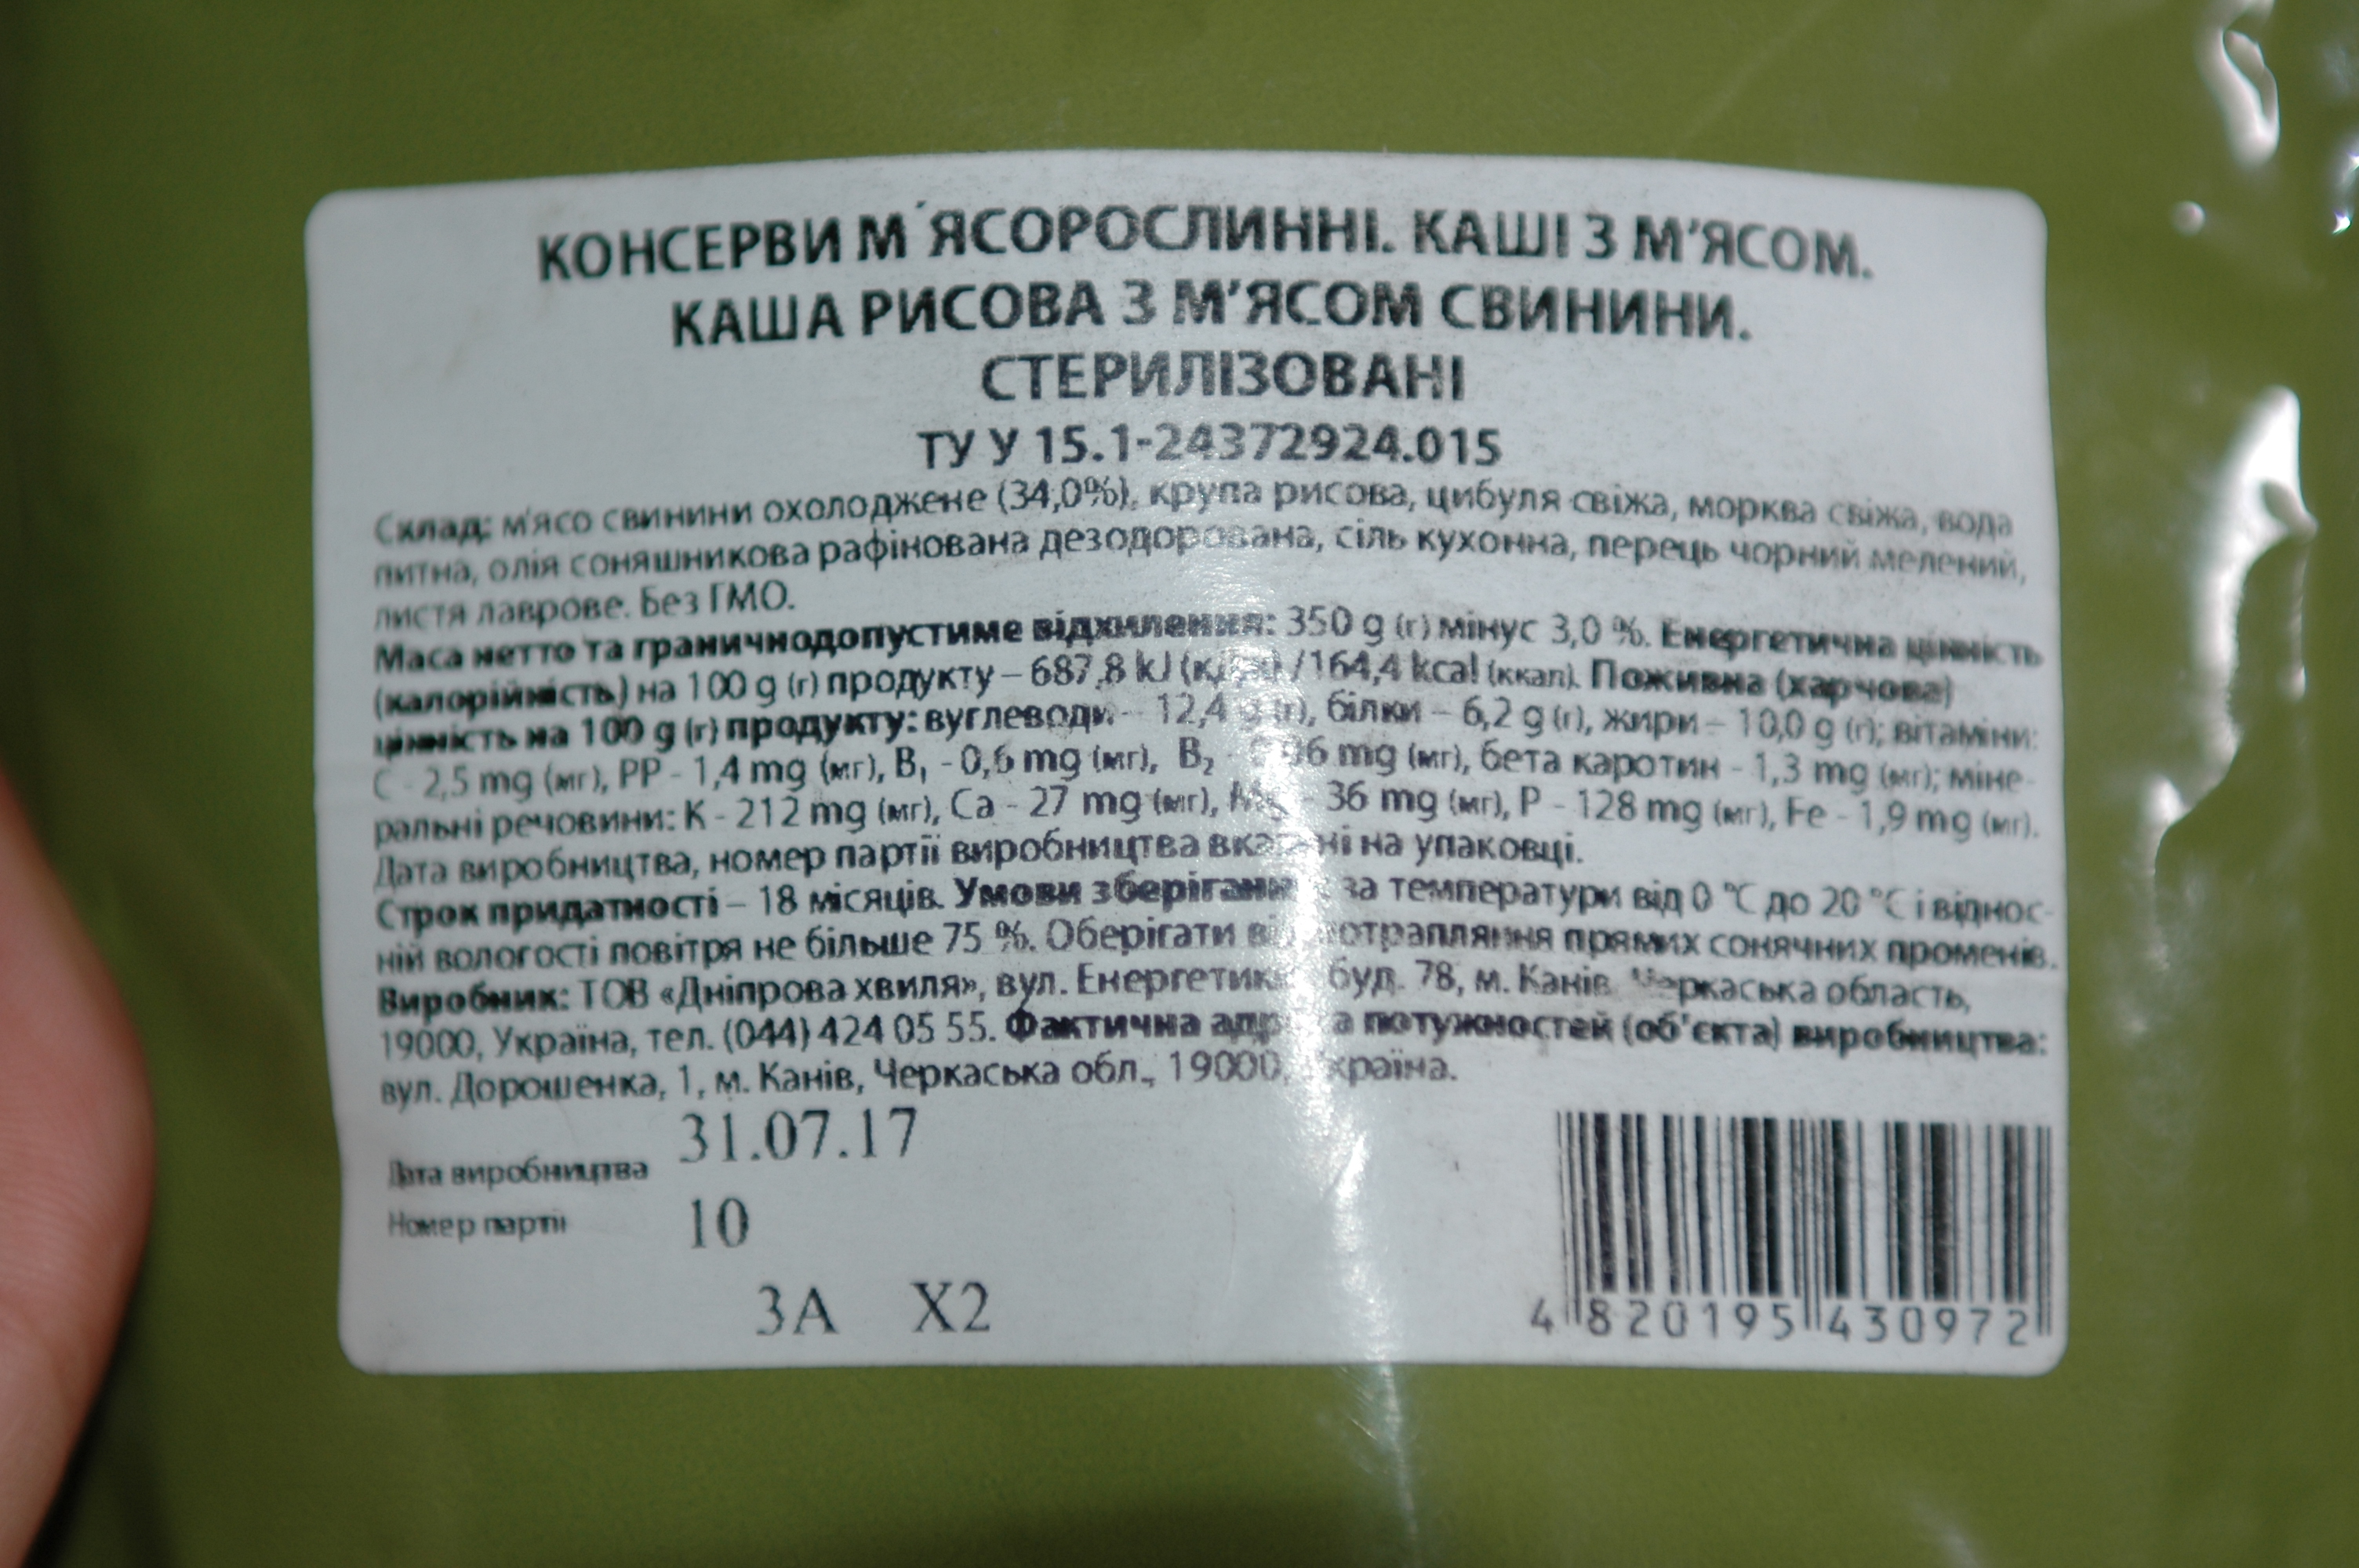 КОНСЕРВИ М´ЯСОРОСЛИННІ. КАШІ З М’ЯСОМ.
КАША РИСОВА З М’ЯСОМ СВИНИНИ.
СТЕРИЛІЗОВАНІ
ТУ У 15.1-24372924.015
Склад: м'ясо свинини охолоджене (34,0%), крупа рисова, цибуля свіжа, морква свіжа, вода
питна, олія соняшникова рафінована дезодорована, сіль кухонна, перець чорний мелений,
листя лаврове. Без ГМО.
Маса нетто та граничнодопустиме відхилення: 350 g (г) мінус 3,0 %. Енергетична цінність
(калорійність) на 100 g (г) продукту – 687,8 kJ /164,4 kcal (ккал). Поживна (харчова)
цінність на 100 g (г) продукту: вуглеводи – 12,4 g (г), білки – 6,2 g (г), жири – 10,0 g (г); вітаміни:
С - 2,5 mg (мг), РР - 1,4 mg (мг), В₁ - 0,6 mg (мг), В₂ - mg (мг), бета каротин - 1,3 mg (мг); міне-
ральні речовини: К - 212 mg (мг), Са - 27 mg (мг), Mg - 36 mg (мг), Р - 128 mg (мг), Fe - 1,9 mg (мг).
Дата виробництва, номер партії виробництва вказані на упаковці.
Строк придатності – 18 місяців. Умови зберігання: за температури від 0 °С до 20 °С і віднос-
ній вологості повітря не більше 75 %. Оберігати від потрапляння прямих сонячних променів.
Виробник: ТОВ «Дніпрова хвиля», вул. буд. 78, м. Канів, Черкаська область,
19000, Україна, тел. (044) 424 05 55. Фактична адреса потужностей (об'єкта) виробництва:
вул. Дорошенка, 1, м. Канів, Черкаська обл., 19000, Україна.
Дата виробництва 31.07.17
Номер партії 10
3А Х2
4 820195 430972